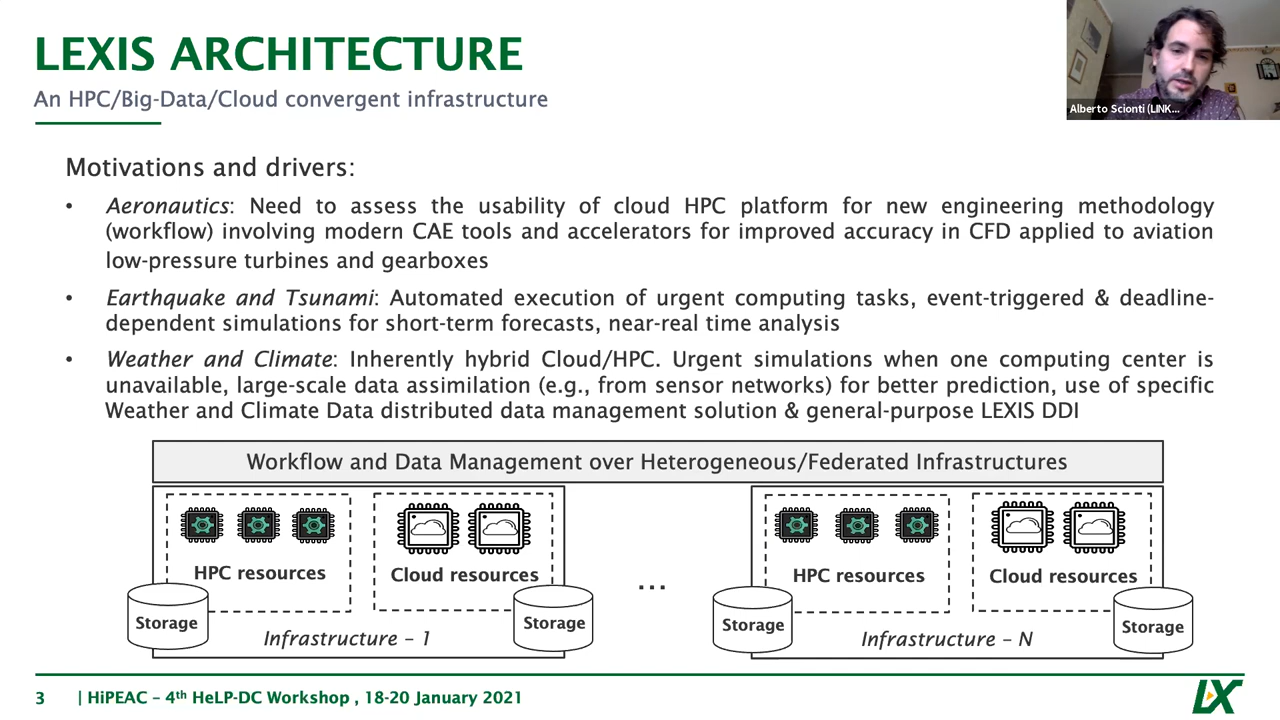 LEXIS ARCHITECTURE
An HPC/Big-Data/Cloud convergent infrastructure
Alberto Scionti (LINK...
Motivations and drivers:
• Aeronautics: Need to assess the usability of cloud HPC platform for new engineering methodology
(workflow) involving modern CAE tools and accelerators for improved accuracy in CFD applied to aviation
low-pressure turbines and gearboxes
• Earthquake and Tsunami: Automated execution of urgent computing tasks, event-triggered & deadline-
dependent simulations for short-term forecasts, near-real time analysis
• Weather and Climate: Inherently hybrid Cloud/HPC. Urgent simulations when one computing center is
unavailable, large-scale data assimilation (e.g., from sensor networks) for better prediction, use of specific
Weather and Climate Data distributed data management solution & general-purpose LEXIS DDI
Workflow and Data Management over Heterogeneous/Federated Infrastructures
HPC resources
Cloud resources
Storage
Storage
Infrastructure – 1
...
HPC resources
Cloud resources
Storage
Storage
Infrastructure – N
3 | HiPEAC – 4th HeLP-DC Workshop , 18-20 January 2021
LX